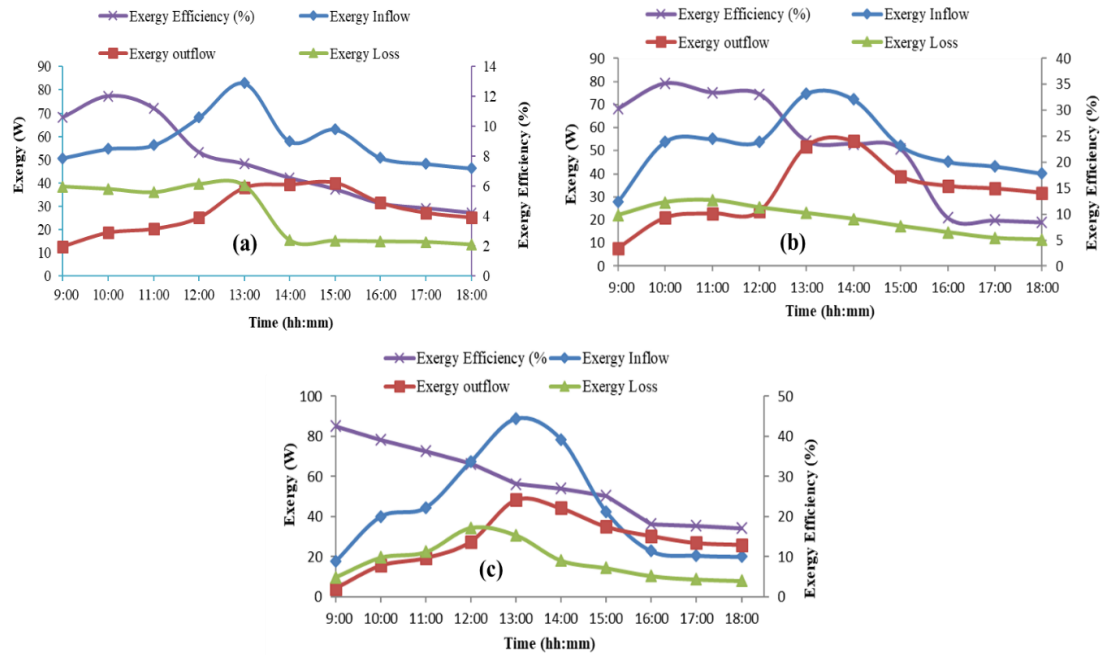 Exergy Efficiency (%) Exergy Inflow
Exergy outflow Exergy Loss
90 80 70 60 50 40 30 20 10 0
Exergy (W)
14 12 10 8 6 4 2 0
Exergy Efficiency (%)
(a)
9:00 10:00 11:00 12:00 13:00 14:00 15:00 16:00 17:00 18:00
Time (hh:mm)
Exergy Efficiency (%) Exergy Inflow
Exergy outflow Exergy Loss
90 80 70 60 50 40 30 20 10 0
Exergy (W)
40 35 30 25 20 15 10 5 0
Exergy Efficiency (%)
(b)
9:00 10:00 11:00 12:00 13:00 14:00 15:00 16:00 17:00 18:00
Time (hh:mm)
Exergy Efficiency (% Exergy Inflow
Exergy outflow Exergy Loss
100 80 60 40 20 0
Exergy (W)
50 40 30 20 10 0
Exergy Efficiency (%)
(c)
9:00 10:00 11:00 12:00 13:00 14:00 15:00 16:00 17:00 18:00
Time (hh:mm)